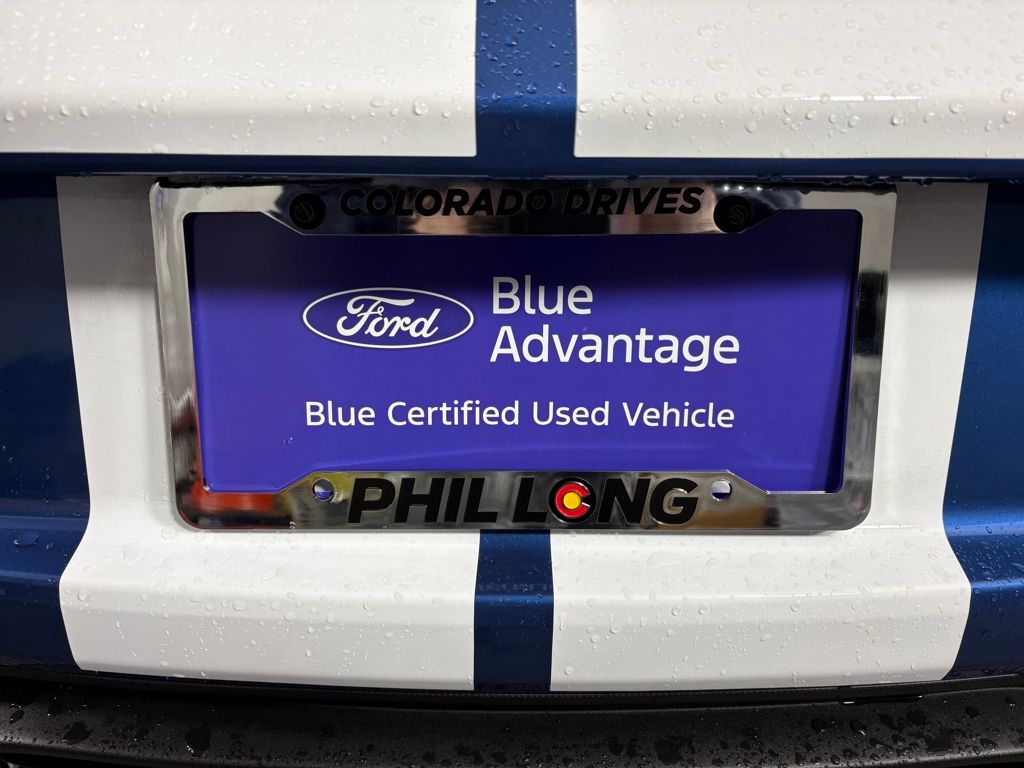 COLORADO DRIVES
Ford
Blue
Advantage
Blue Certified Used Vehicle
PHIL LONG